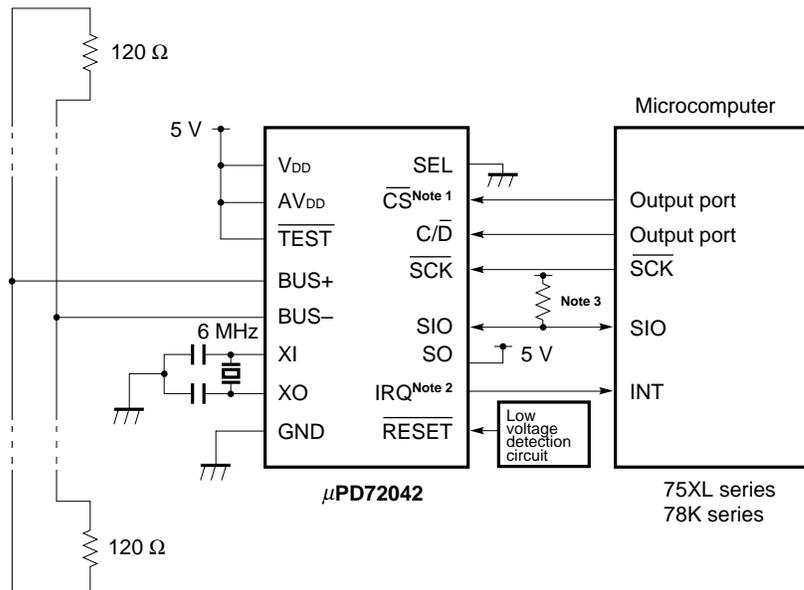 120 Ω
Microcomputer
5 V
VDD
SEL
AVDD
CS Note 1
Output port
TEST
C/D
Output port
BUS+
SCK
SCK
Note 3
BUS–
SIO
SIO
6 MHz
XI
SO
5 V
XO
IRQ Note 2
INT
GND
RESET
Low
voltage
detection
circuit
µPD72042
75XL series
78K series
120 Ω